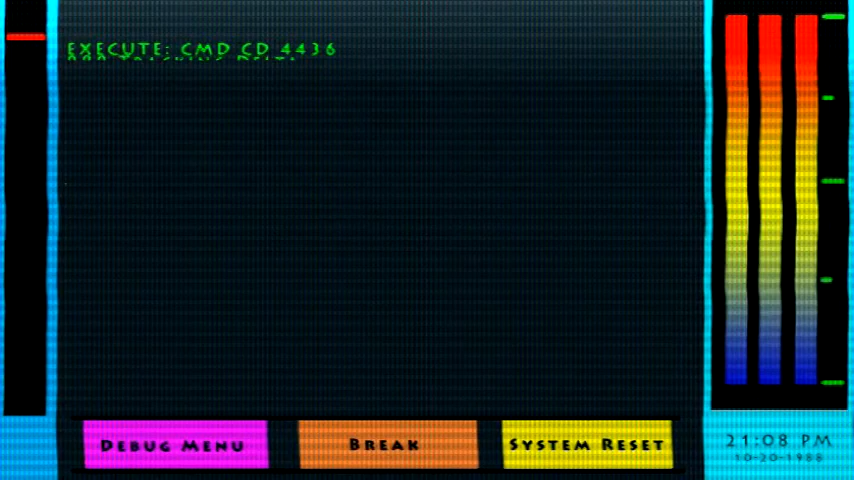 EXECUTE: CMD CD 4436
DEBUG MENU
BREAK
SYSTEM RESET
21:08 PM
10-20-1988